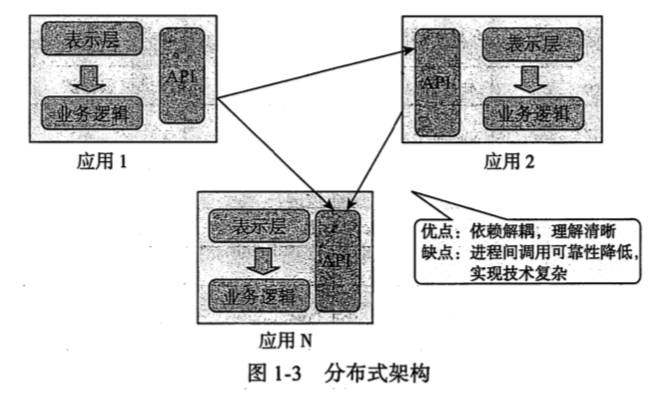 表示层
API
业务逻辑
应用 1
API
表示层
业务逻辑
应用 2
表示层
API
业务逻辑
应用 N
优点：依赖解耦，理解清晰
缺点：进程间调用可靠性降低，
实现技术复杂
图 1-3 分布式架构